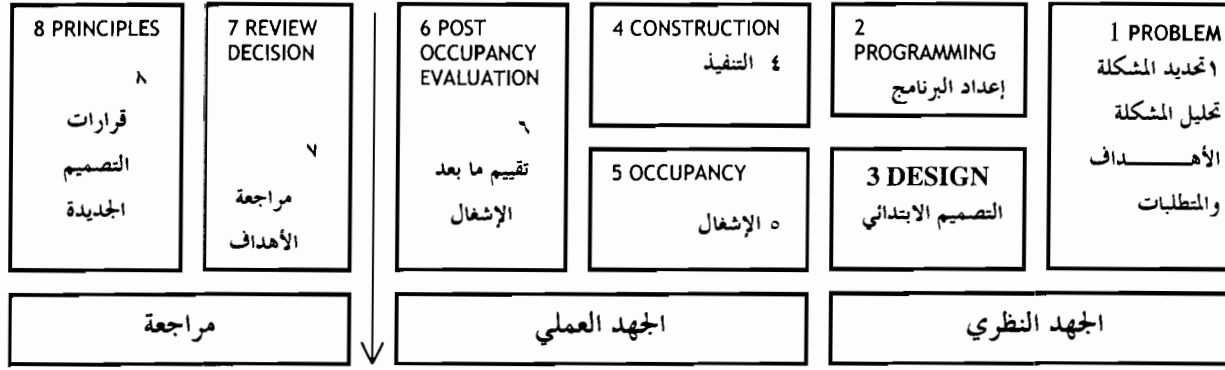 1 PROBLEM
١ تحديد المشكلة
تحليل المشكلة
الأهـــــــداف
والمتطلبات
2
PROGRAMMING
إعداد البرنامج
3 DESIGN
التصميم الابتدائي
4 CONSTRUCTION
٤ التنفيذ
5 OCCUPANCY
٥ الإشغال
6 POST
OCCUPANCY
EVALUATION
٦
تقييم ما بعد
الإشغال
7 REVIEW
DECISION
٧
مراجعة
الأهداف
8 PRINCIPLES
٨
قرارات
التصميم
الجديدة
الجهد النظري
الجهد العملي
مراجعة